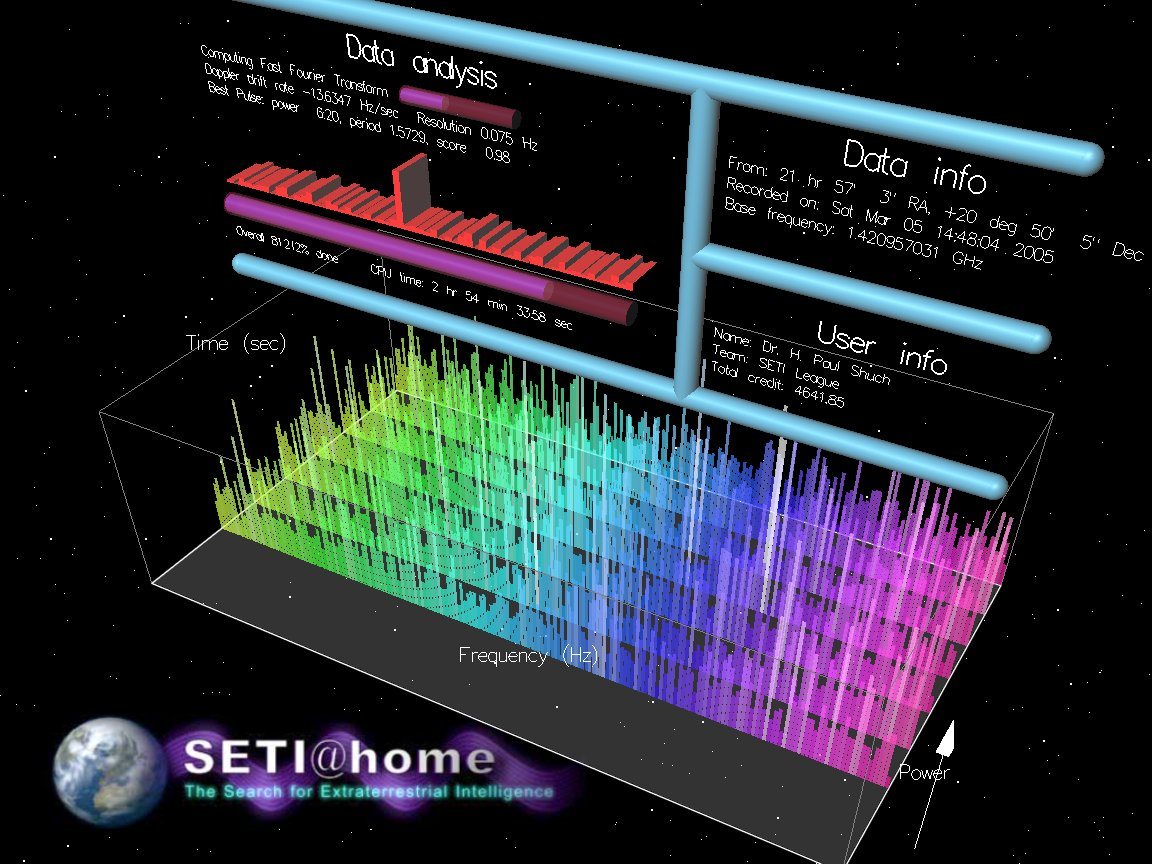 Data analysis
Computing Fast Fourier Transform
Doppler drift rate -13.6347 Hz/sec Resolution 0.075 Hz
Best Pulse: power 6.20, period 1.5729, score 0.98
Overall 81.212% done
CPU time: 2 hr 54 min 33.58 sec
Data info
From: 21 hr 57' 3'' RA, +20 deg 50' 5'' Dec
Recorded on: Sat Mar 05 14:48:04 2005
Base frequency: 1.420957031 GHz
User info
Name: Dr. H. Paul Shuch
Team: SETI League
Total credit: 4641.85
Time (sec)
Frequency (Hz)
Power
SETI@home
The Search for Extraterrestrial Intelligence